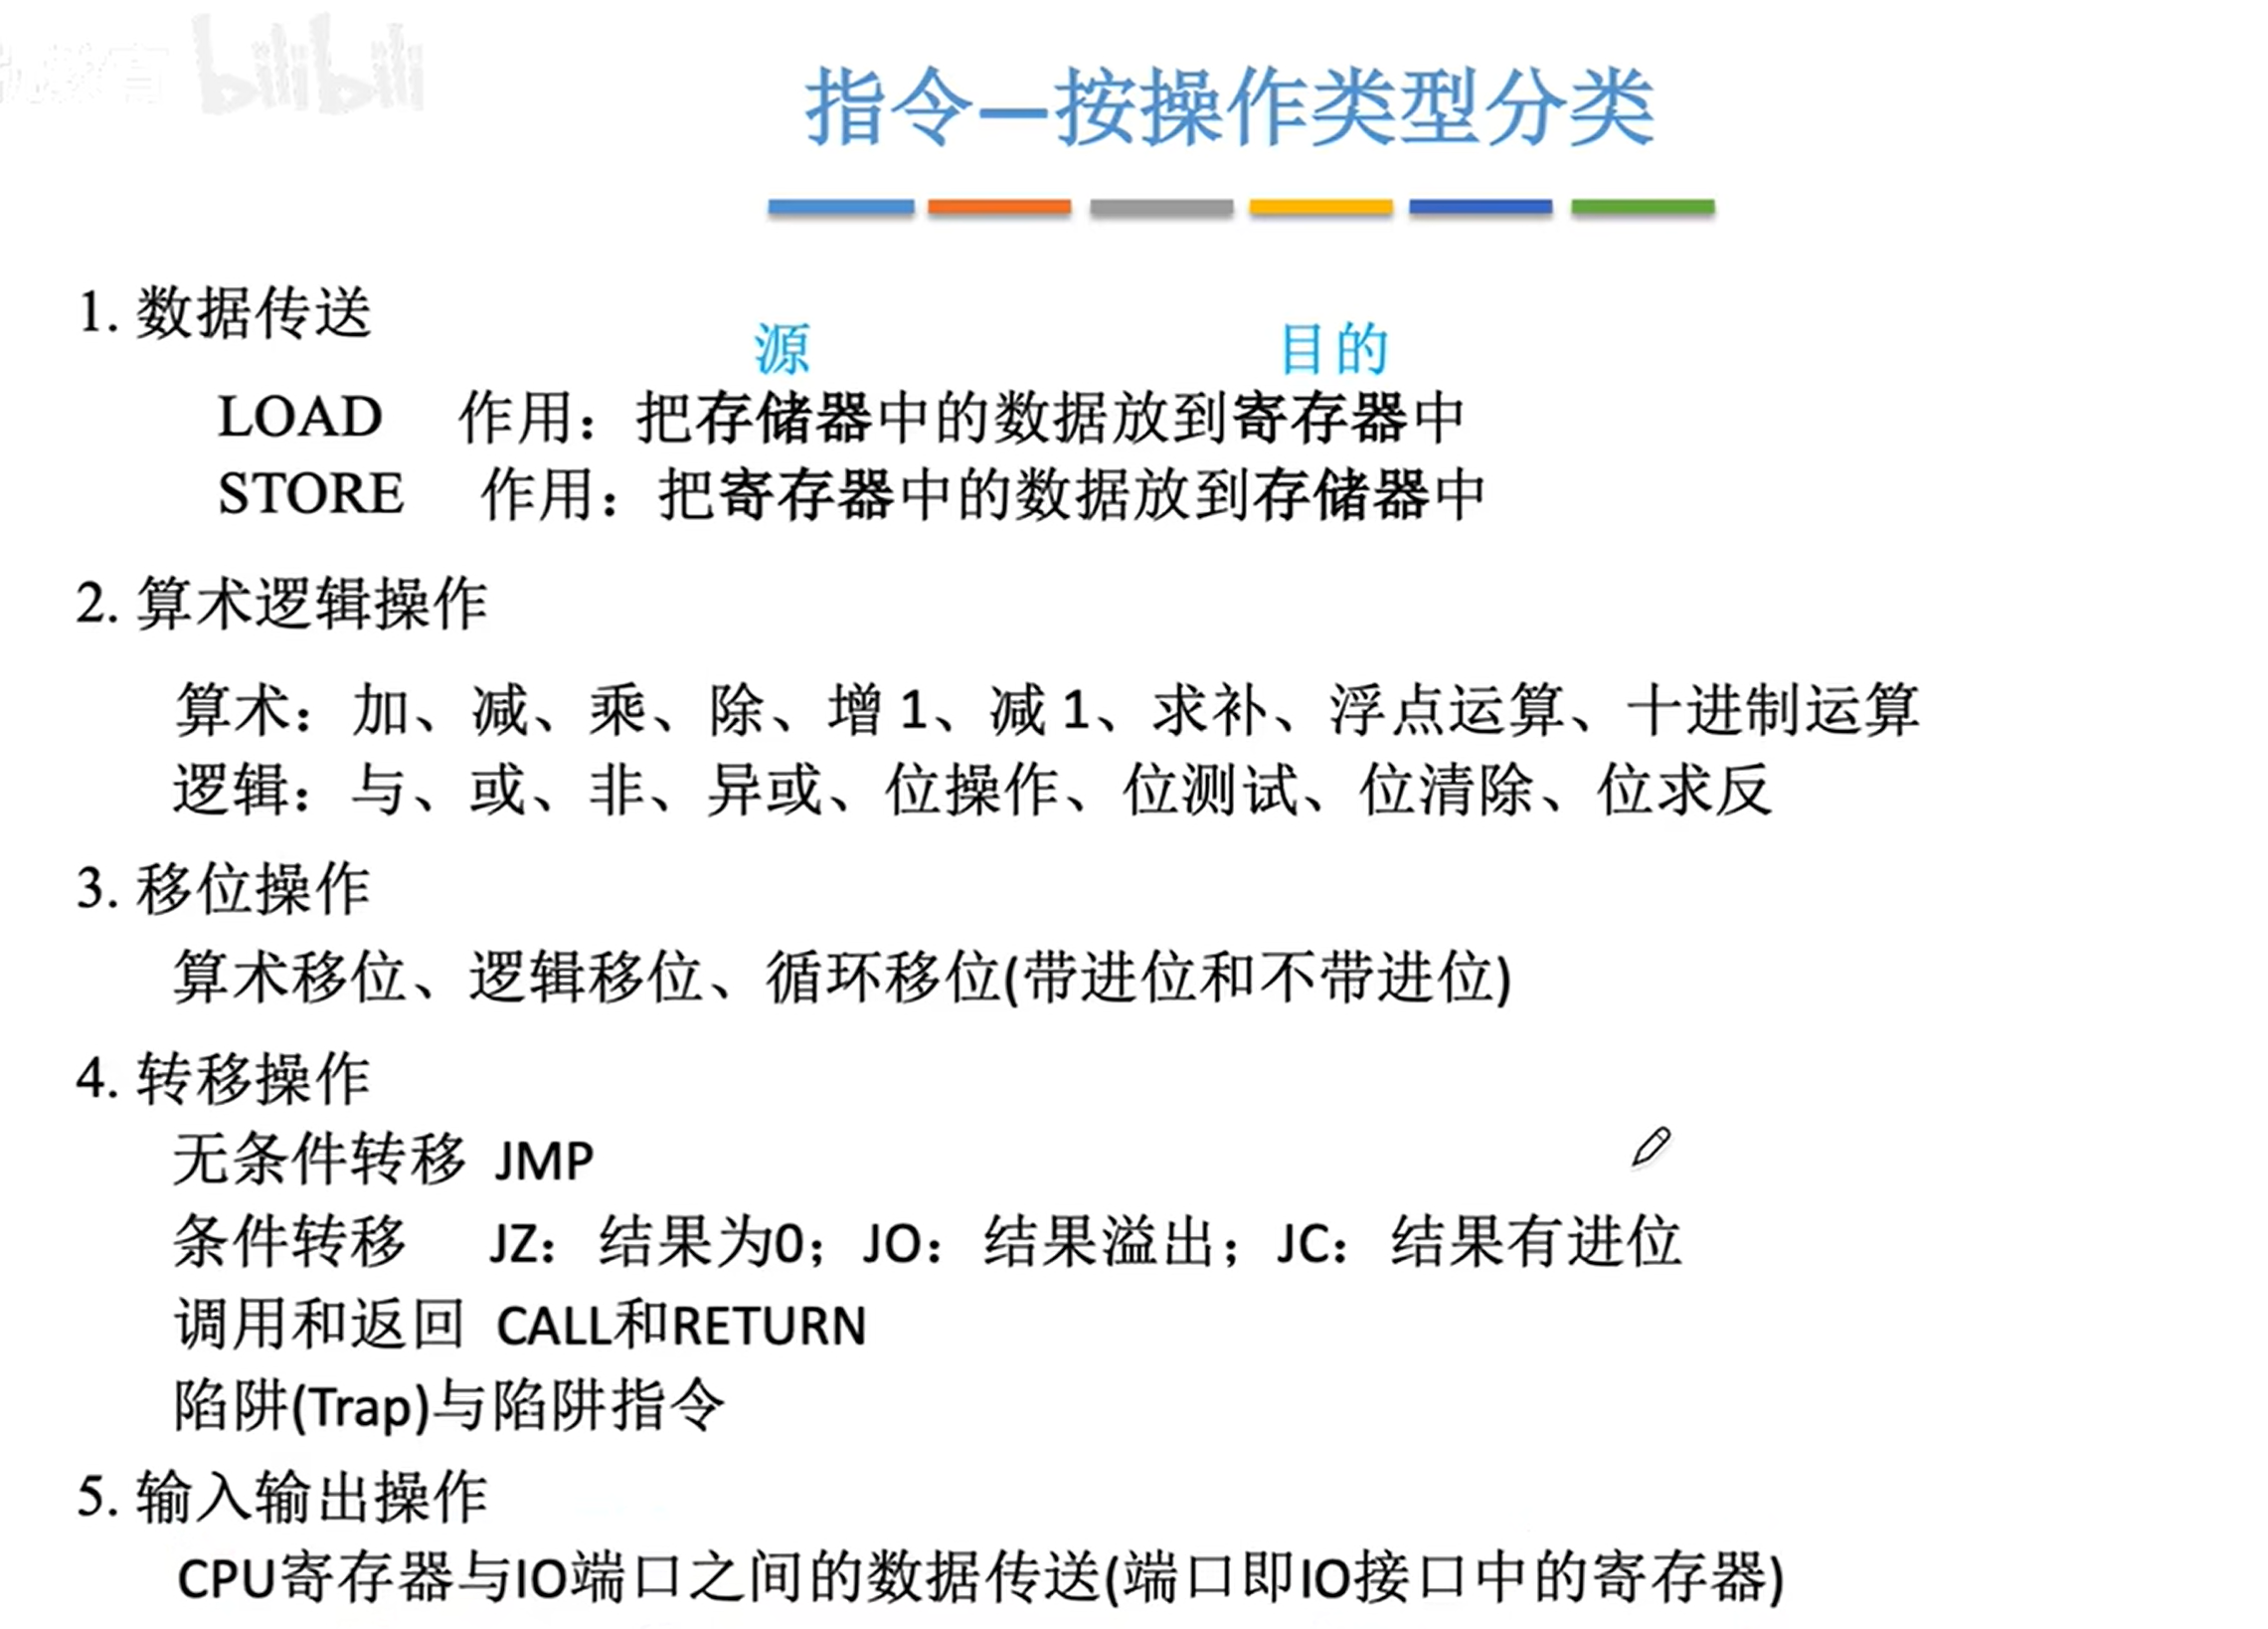 bilibili
指令—按操作类型分类
1. 数据传送
源 目的
LOAD 作用：把存储器中的数据放到寄存器中
STORE 作用：把寄存器中的数据放到存储器中
2. 算术逻辑操作
算术：加、减、乘、除、增 1、减 1、求补、浮点运算、十进制运算
逻辑：与、或、非、异或、位操作、位测试、位清除、位求反
3. 移位操作
算术移位、逻辑移位、循环移位(带进位和不带进位)
4. 转移操作
无条件转移 JMP
条件转移 JZ：结果为0；JO：结果溢出；JC：结果有进位
调用和返回 CALL和RETURN
陷阱(Trap)与陷阱指令
5. 输入输出操作
CPU寄存器与IO端口之间的数据传送(端口即IO接口中的寄存器)